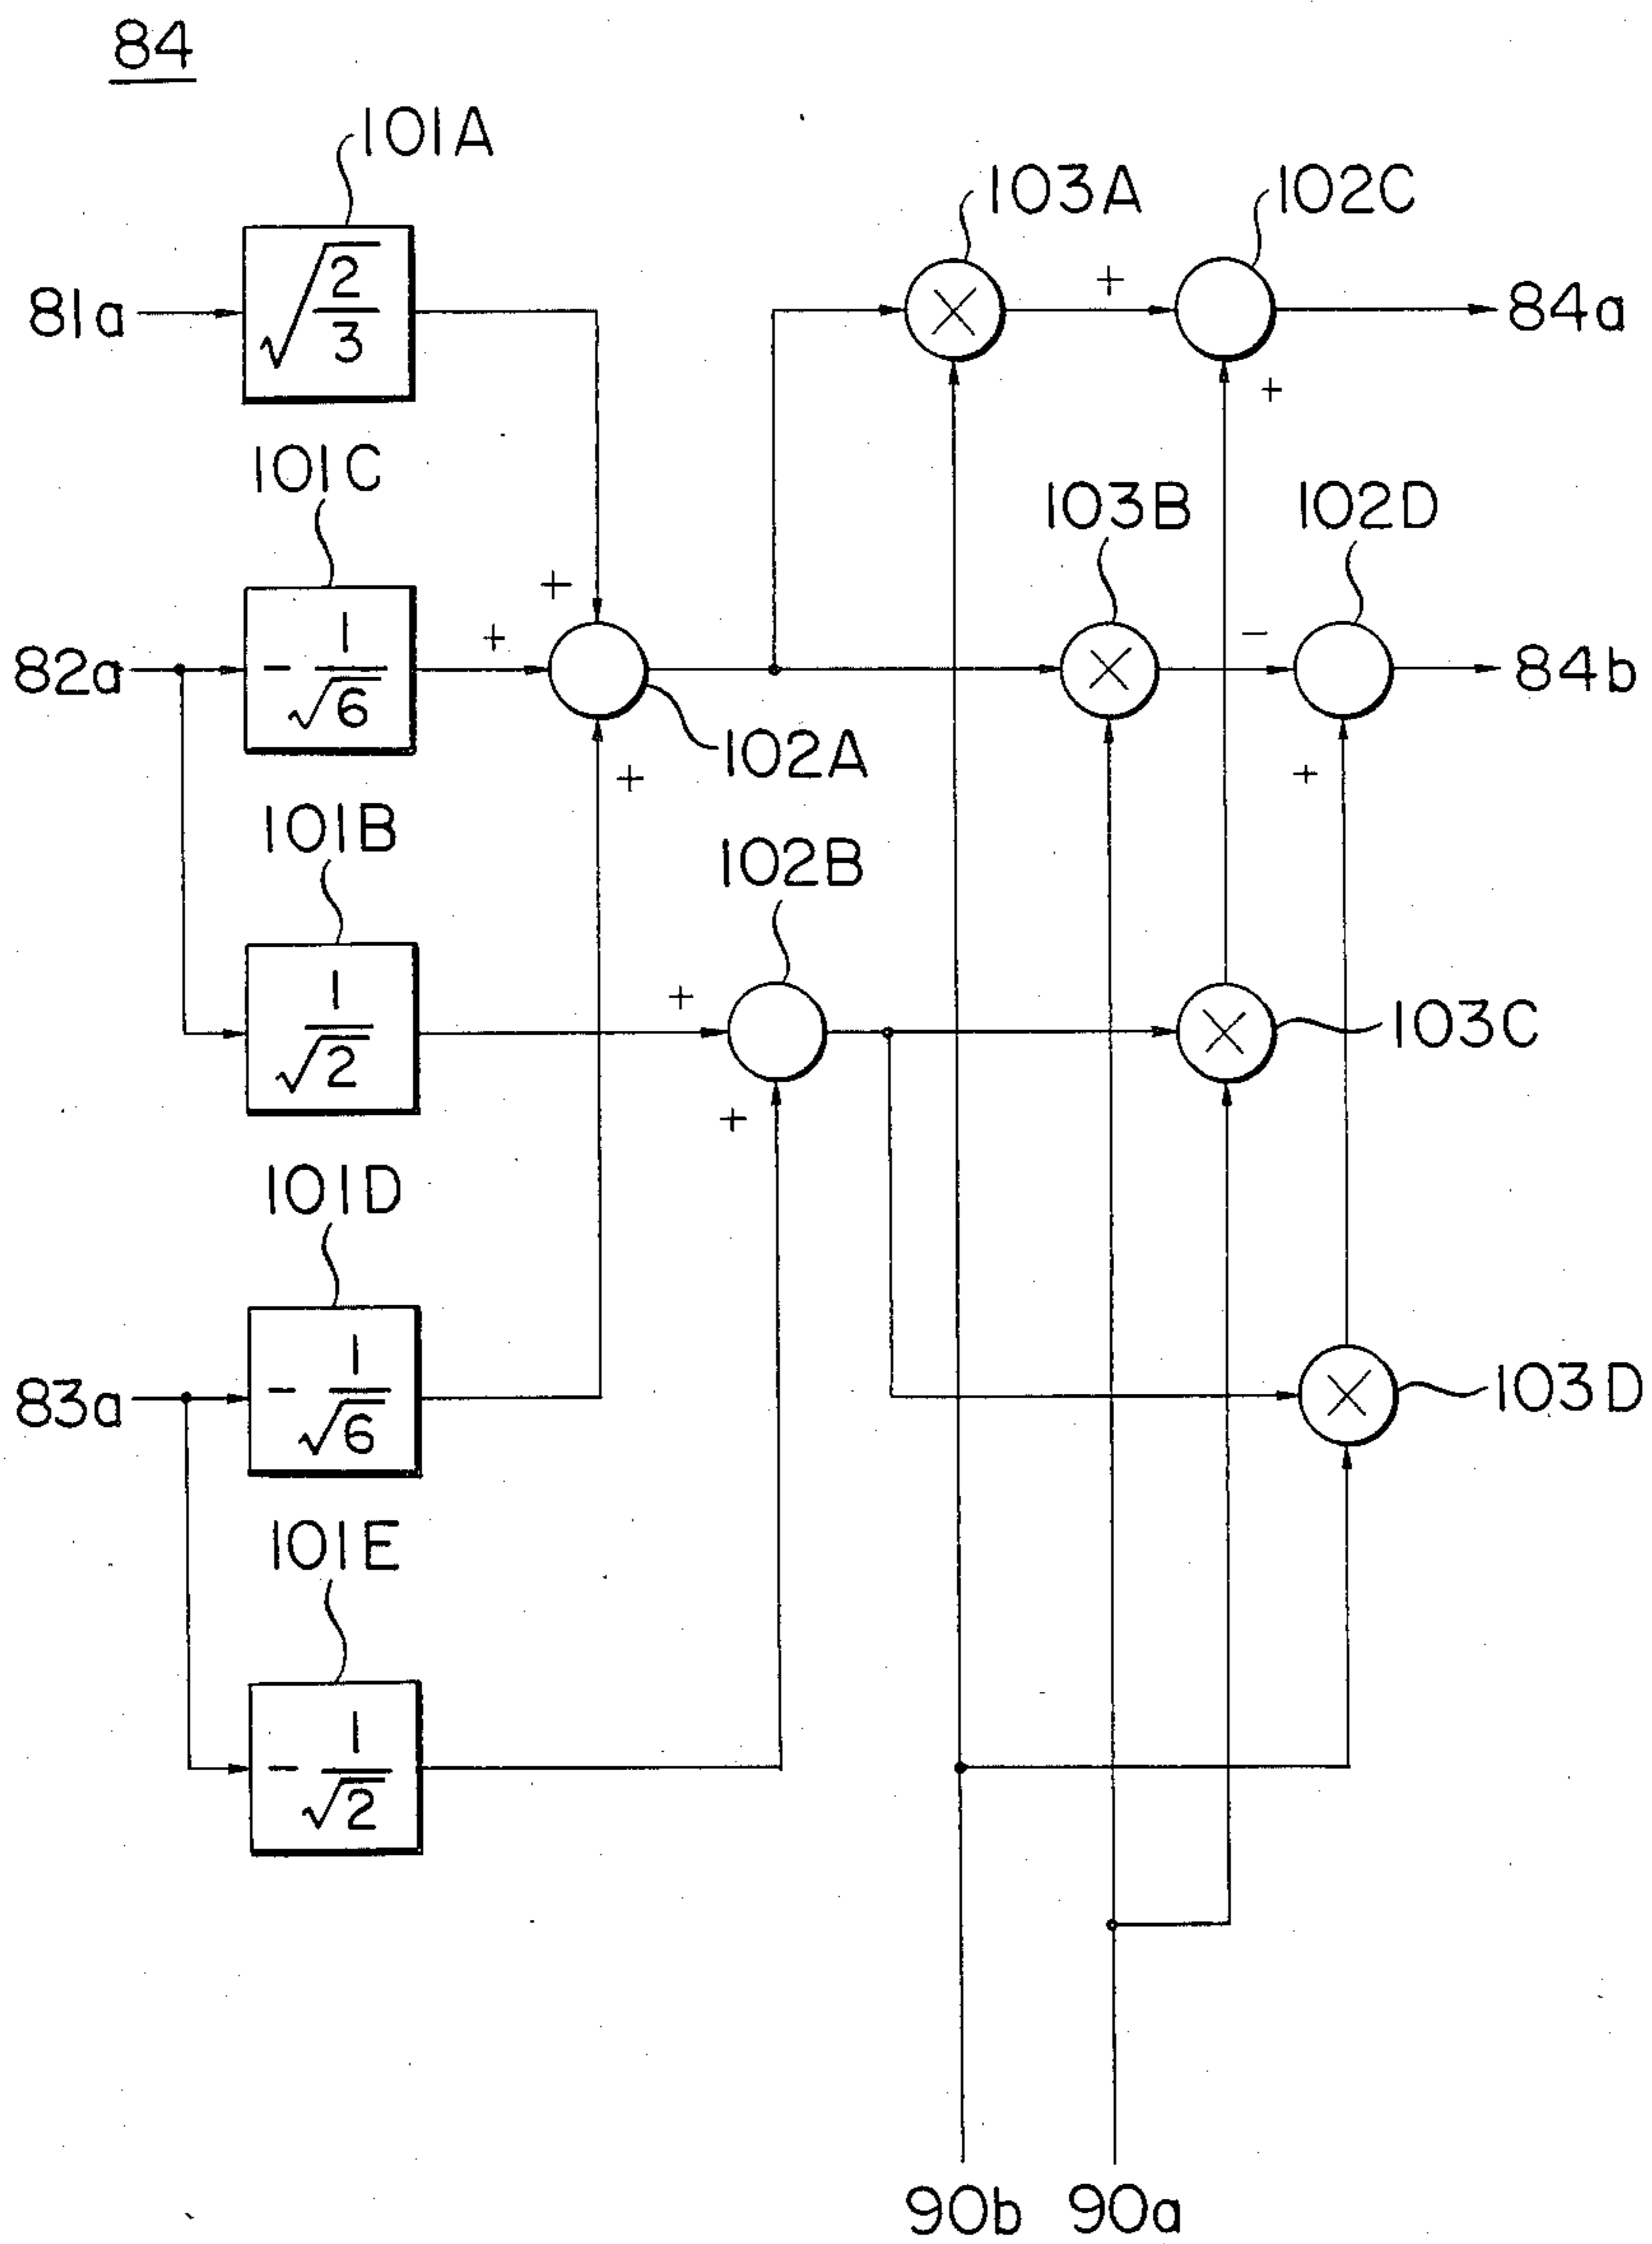 84
101A
81a
√2/3
103A
102C
+
84a
+
101C
82a
- 1/√6
+
+
102A
+
103B
102D
-
84b
+
101B
1/√2
102B
+
+
103C
101D
83a
- 1/√6
103D
101E
- 1/√2
90b
90a